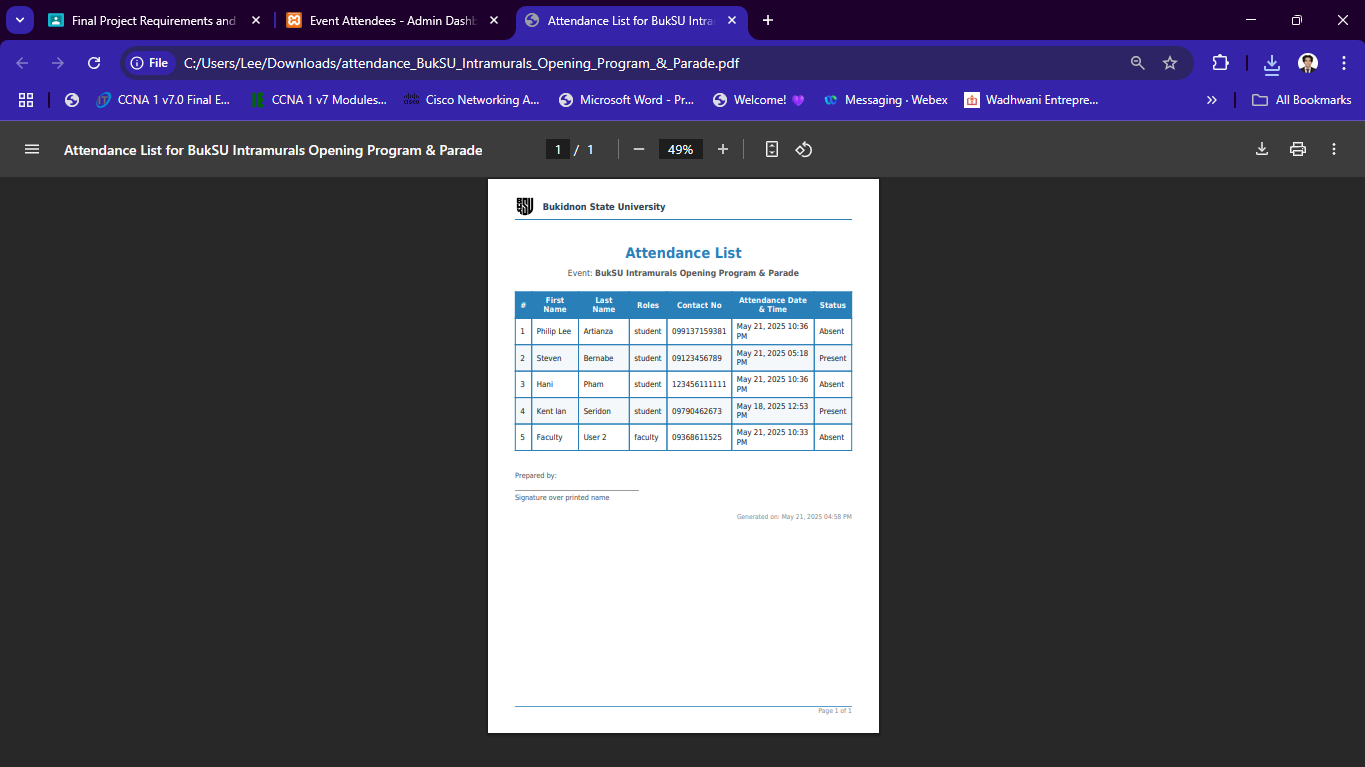 Final Project Requirements and
Event Attendees - Admin Dashb
Attendance List for BukSU Intra
File
C:/Users/Lee/Downloads/attendance_BukSU_Intramurals_Opening_Program_&_Parade.pdf
CCNA 1 v7.0 Final E...
CCNA 1 v7 Modules...
Cisco Networking A...
Microsoft Word - Pr...
Welcome! 💜
Messaging · Webex
Wadhwani Entrepre...
All Bookmarks
Attendance List for BukSU Intramurals Opening Program & Parade
1 / 1
49%
Bukidnon State University
Attendance List
Event: BukSU Intramurals Opening Program & Parade
# First Name Last Name Roles Contact No Attendance Date & Time Status
1 Philip Lee Artianza student 099137159381 May 21, 2025 10:36 PM Absent
2 Steven Bernabe student 09123456789 May 21, 2025 05:18 PM Present
3 Hani Pham student 123456111111 May 21, 2025 10:36 PM Absent
4 Kent Ian Seridon student 09790462673 May 18, 2025 12:53 PM Present
5 Faculty User 2 faculty 09368611525 May 21, 2025 10:33 PM Absent
Prepared by:
Signature over printed name
Generated on: May 21, 2025 04:58 PM
Page 1 of 1